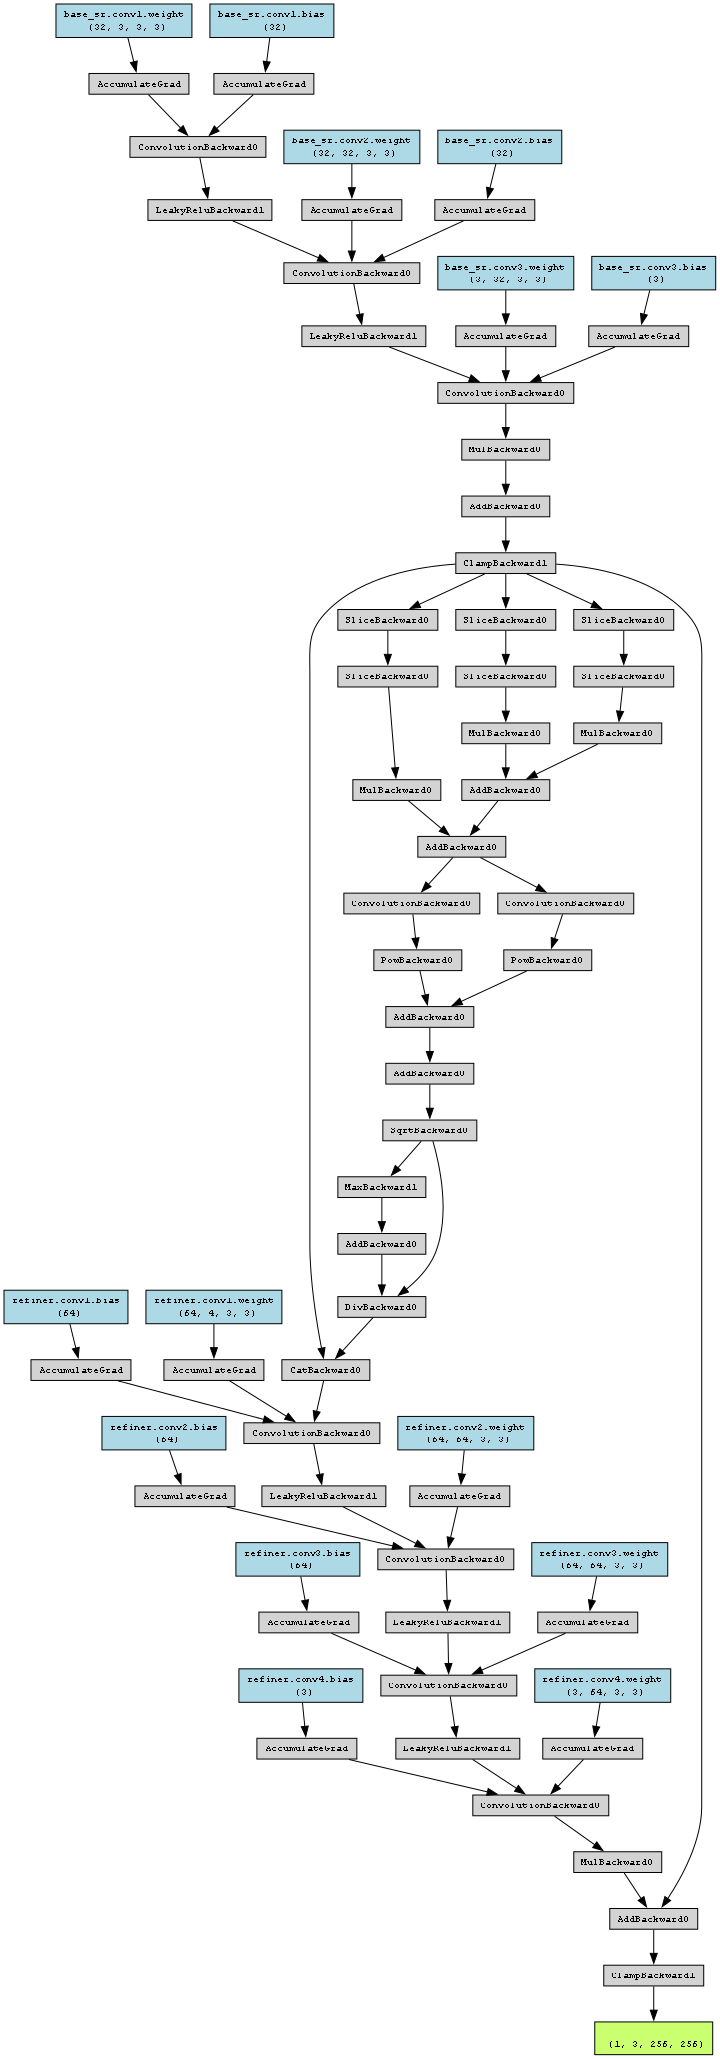 base_sr.conv1.weight
(32, 3, 3, 3)
base_sr.conv1.bias
(32)
AccumulateGrad
AccumulateGrad
ConvolutionBackward0
base_sr.conv2.weight
(32, 32, 3, 3)
base_sr.conv2.bias
(32)
LeakyReluBackward1
AccumulateGrad
AccumulateGrad
ConvolutionBackward0
base_sr.conv3.weight
(3, 32, 3, 3)
base_sr.conv3.bias
(3)
LeakyReluBackward1
AccumulateGrad
AccumulateGrad
ConvolutionBackward0
MulBackward0
AddBackward0
ClampBackward1
SliceBackward0
SliceBackward0
SliceBackward0
SliceBackward0
SliceBackward0
SliceBackward0
MulBackward0
MulBackward0
MulBackward0
AddBackward0
AddBackward0
ConvolutionBackward0
ConvolutionBackward0
PowBackward0
PowBackward0
AddBackward0
AddBackward0
SqrtBackward0
MaxBackward1
AddBackward0
refiner.conv1.bias
(64)
refiner.conv1.weight
(64, 4, 3, 3)
DivBackward0
AccumulateGrad
AccumulateGrad
CatBackward0
refiner.conv2.bias
(64)
ConvolutionBackward0
refiner.conv2.weight
(64, 64, 3, 3)
AccumulateGrad
LeakyReluBackward1
AccumulateGrad
refiner.conv3.bias
(64)
ConvolutionBackward0
refiner.conv3.weight
(64, 64, 3, 3)
AccumulateGrad
LeakyReluBackward1
AccumulateGrad
refiner.conv4.bias
(3)
ConvolutionBackward0
refiner.conv4.weight
(3, 64, 3, 3)
AccumulateGrad
LeakyReluBackward1
AccumulateGrad
ConvolutionBackward0
MulBackward0
AddBackward0
ClampBackward1
(1, 3, 256, 256)